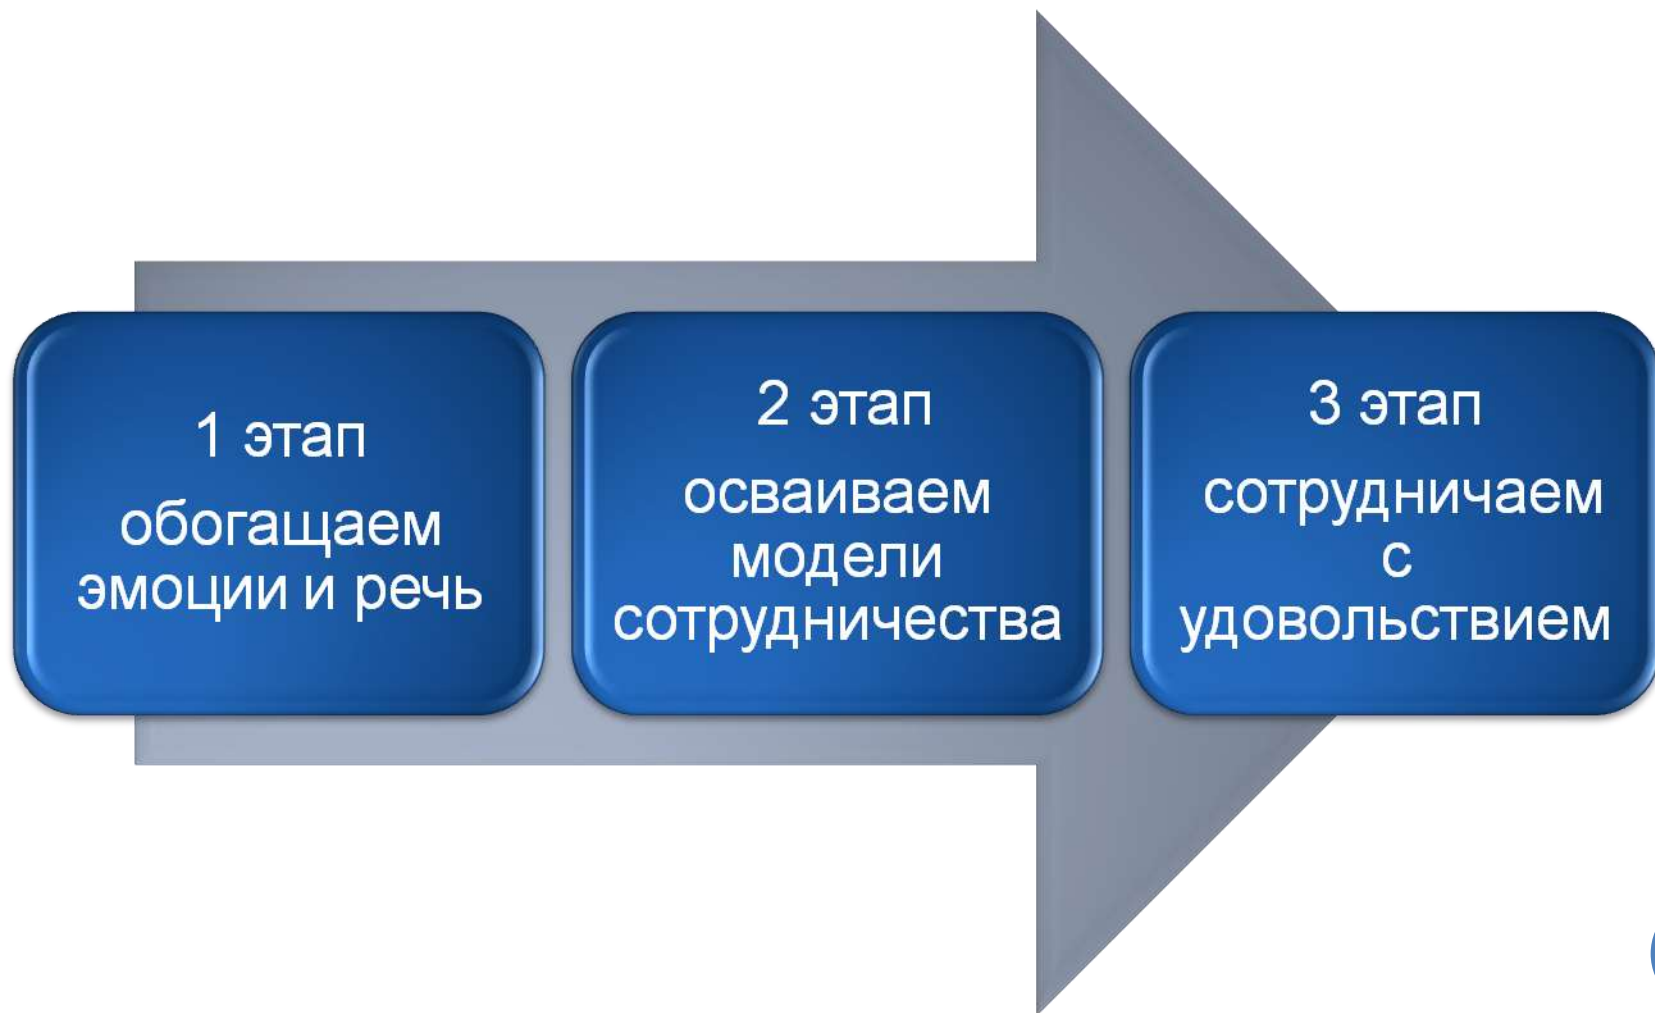 1 этап
обогащаем
эмоции и речь
2 этап
осваиваем
модели
сотрудничества
3 этап
сотрудничаем
с
удовольствием